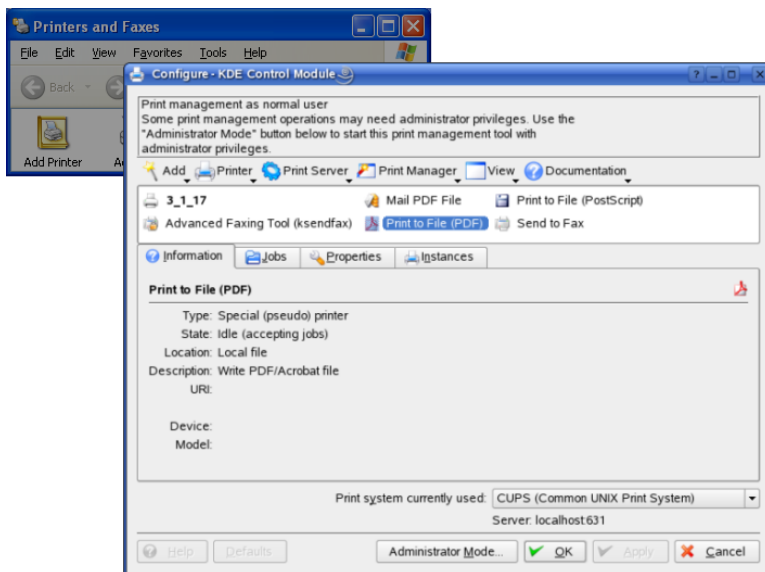 Printers and Faxes
File Edit View Favorites Tools Help
Back
Add Printer
Configure - KDE Control Module
Print management as normal user
Some print management operations may need administrator privileges. Use the
"Administrator Mode" button below to start this print management tool with
administrator privileges.
Add Printer Print Server Print Manager View Documentation
3_1_17 Mail PDF File Print to File (PostScript)
Advanced Faxing Tool (ksendfax) Print to File (PDF) Send to Fax
Information Jobs Properties Instances
Print to File (PDF)
Type: Special (pseudo) printer
State: Idle (accepting jobs)
Location: Local file
Description: Write PDF/Acrobat file
URI:
Device:
Model:
Print system currently used: CUPS (Common UNIX Print System)
Server: localhost:631
Help Defaults Administrator Mode... OK Apply Cancel